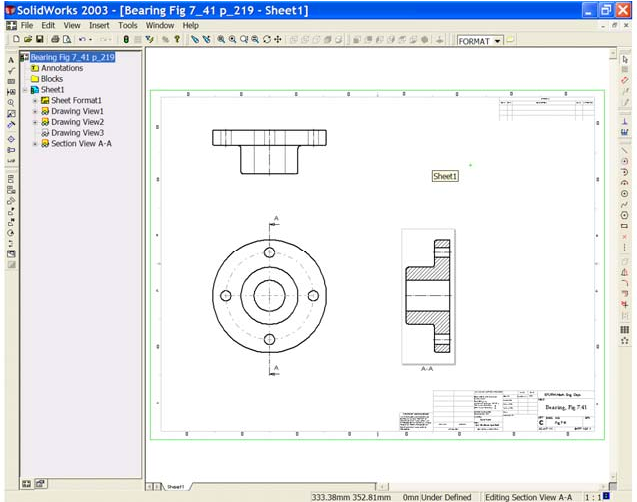 SolidWorks 2003 - [Bearing Fig 7_41 p_219 - Sheet1]
File Edit View Insert Tools Window Help
FORMAT
Bearing Fig 7_41 p_219
Annotations
Blocks
Sheet1
Sheet Format1
Drawing View1
Drawing View2
Drawing View3
Section View A-A
Sheet1
A
A
A-A
Bearing, Fig 7-41
C
Sheet1
333.38mm 352.81mm 0mn Under Defined Editing Section View A-A 1 : 1